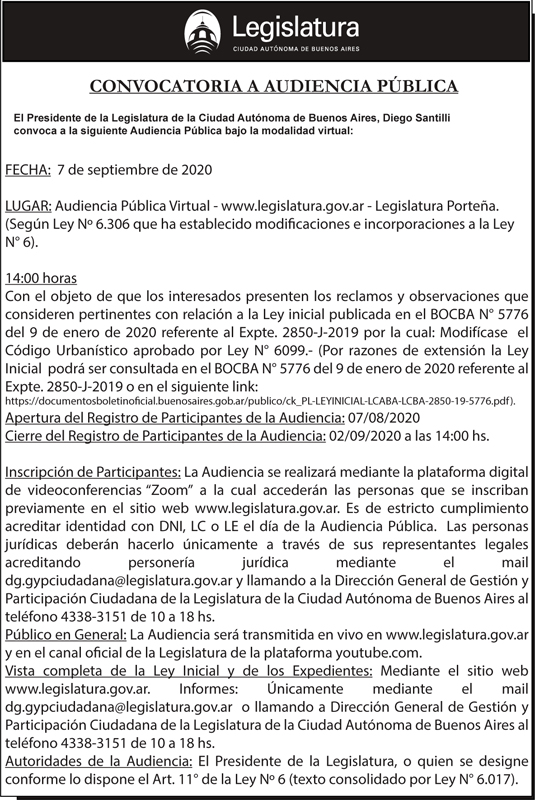 Legislatura
CIUDAD AUTÓNOMA DE BUENOS AIRES
CONVOCATORIA A AUDIENCIA PÚBLICA
El Presidente de la Legislatura de la Ciudad Autónoma de Buenos Aires, Diego Santilli
convoca a la siguiente Audiencia Pública bajo la modalidad virtual:
FECHA: 7 de septiembre de 2020
LUGAR: Audiencia Pública Virtual - www.legislatura.gov.ar - Legislatura Porteña.
(Según Ley Nº 6.306 que ha establecido modificaciones e incorporaciones a la Ley
N° 6).
14:00 horas
Con el objeto de que los interesados presenten los reclamos y observaciones que
consideren pertinentes con relación a la Ley inicial publicada en el BOCBA N° 5776
del 9 de enero de 2020 referente al Expte. 2850-J-2019 por la cual: Modifícase el
Código Urbanístico aprobado por Ley N° 6099.- (Por razones de extensión la Ley
Inicial podrá ser consultada en el BOCBA N° 5776 del 9 de enero de 2020 referente al
Expte. 2850-J-2019 o en el siguiente link:
https://documentosboletinoficial.buenosaires.gob.ar/publico/ck_PL-LEYINICIAL-LCABA-LCBA-2850-19-5776.pdf).
Apertura del Registro de Participantes de la Audiencia: 07/08/2020
Cierre del Registro de Participantes de la Audiencia: 02/09/2020 a las 14:00 hs.
Inscripción de Participantes: La Audiencia se realizará mediante la plataforma digital
de videoconferencias “Zoom” a la cual accederán las personas que se inscriban
previamente en el sitio web www.legislatura.gov.ar. Es de estricto cumplimiento
acreditar identidad con DNI, LC o LE el día de la Audiencia Pública. Las personas
jurídicas deberán hacerlo únicamente a través de sus representantes legales
acreditando personería jurídica mediante el mail
dg.gypciudadana@legislatura.gov.ar y llamando a la Dirección General de Gestión y
Participación Ciudadana de la Legislatura de la Ciudad Autónoma de Buenos Aires al
teléfono 4338-3151 de 10 a 18 hs.
Público en General: La Audiencia será transmitida en vivo en www.legislatura.gov.ar
y en el canal oficial de la Legislatura de la plataforma youtube.com.
Vista completa de la Ley Inicial y de los Expedientes: Mediante el sitio web
www.legislatura.gov.ar. Informes: Únicamente mediante el mail
dg.gypciudadana@legislatura.gov.ar o llamando a Dirección General de Gestión y
Participación Ciudadana de la Legislatura de la Ciudad Autónoma de Buenos Aires al
teléfono 4338-3151 de 10 a 18 hs.
Autoridades de la Audiencia: El Presidente de la Legislatura, o quien se designe
conforme lo dispone el Art. 11° de la Ley Nº 6 (texto consolidado por Ley N° 6.017).